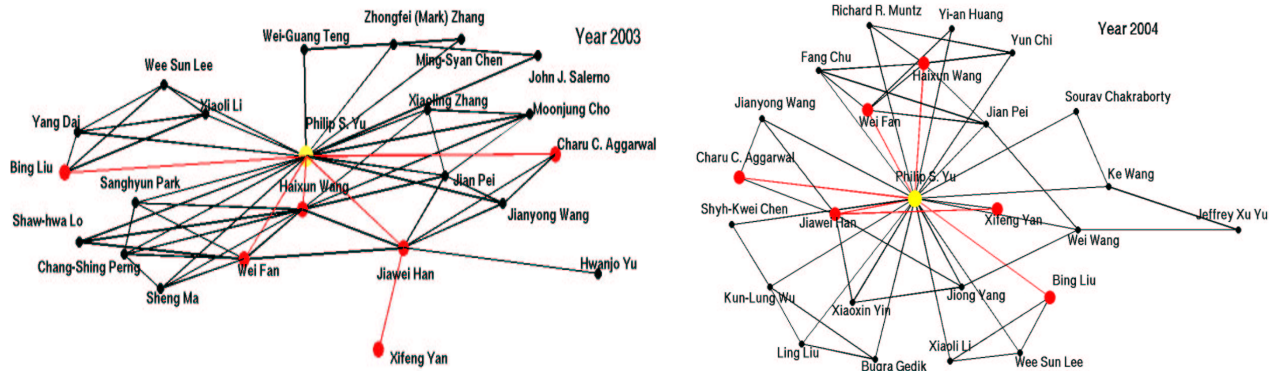 Zhongfei (Mark) Zhang
Wei-Guang Teng
Year 2003
Ming-Syan Chen
John J. Salerno
Wee Sun Lee
Xiaoli Li
Xiaoling Zhang
Moonjung Cho
Yang Dai
Philip S. Yu
Charu C. Aggarwal
Bing Liu
Jian Pei
Sanghyun Park
Haixun Wang
Jianyong Wang
Shaw-hwa Lo
Chang-Shing Perng
Wei Fan
Jiawei Han
Hwanjo Yu
Sheng Ma
Xifeng Yan
Richard R. Muntz
Yi-an Huang
Year 2004
Yun Chi
Fang Chu
Haixun Wang
Jianyong Wang
Sourav Chakraborty
Wei Fan
Jian Pei
Charu C. Aggarwal
Philip S. Yu
Ke Wang
Shyh-Kwei Chen
Jiawei Han
Xifeng Yan
Jeffrey Xu Yu
Wei Wang
Bing Liu
Kun-Lung Wu
Xiaoxin Yin
Jiong Yang
Ling Liu
Bugra Gedik
Xiaoli Li
Wee Sun Lee